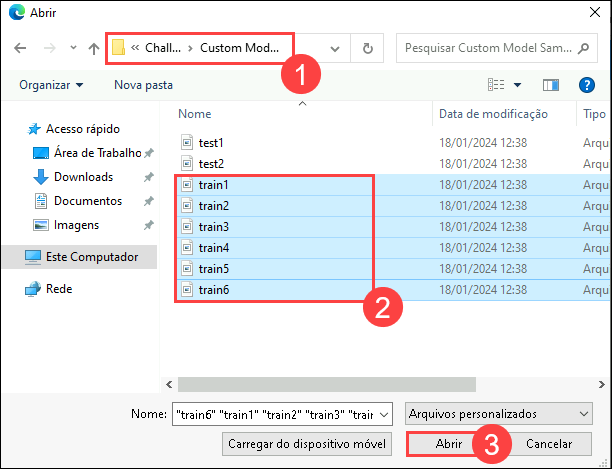 Abrir
« Chall... > Custom Mod...
Pesquisar Custom Model Sam...
1
Organizar
Nova pasta
?
Nome
Data de modificação
Tipo
Acesso rápido
Área de Trabalho
Downloads
Documentos
Imagens
Este Computador
Rede
test1 18/01/2024 12:38 Arqu
test2 18/01/2024 12:38 Arqu
train1 18/01/2024 12:38 Arqu
train2 18/01/2024 12:38 Arqu
train3 18/01/2024 12:38 Arqu
train4 18/01/2024 12:38 Arqu
train5 18/01/2024 12:38 Arqu
train6 18/01/2024 12:38 Arqu
2
Nome: "train6" "train1" "train2" "train3" "train
Arquivos personalizados
Carregar do dispositivo móvel
Abrir
3
Cancelar